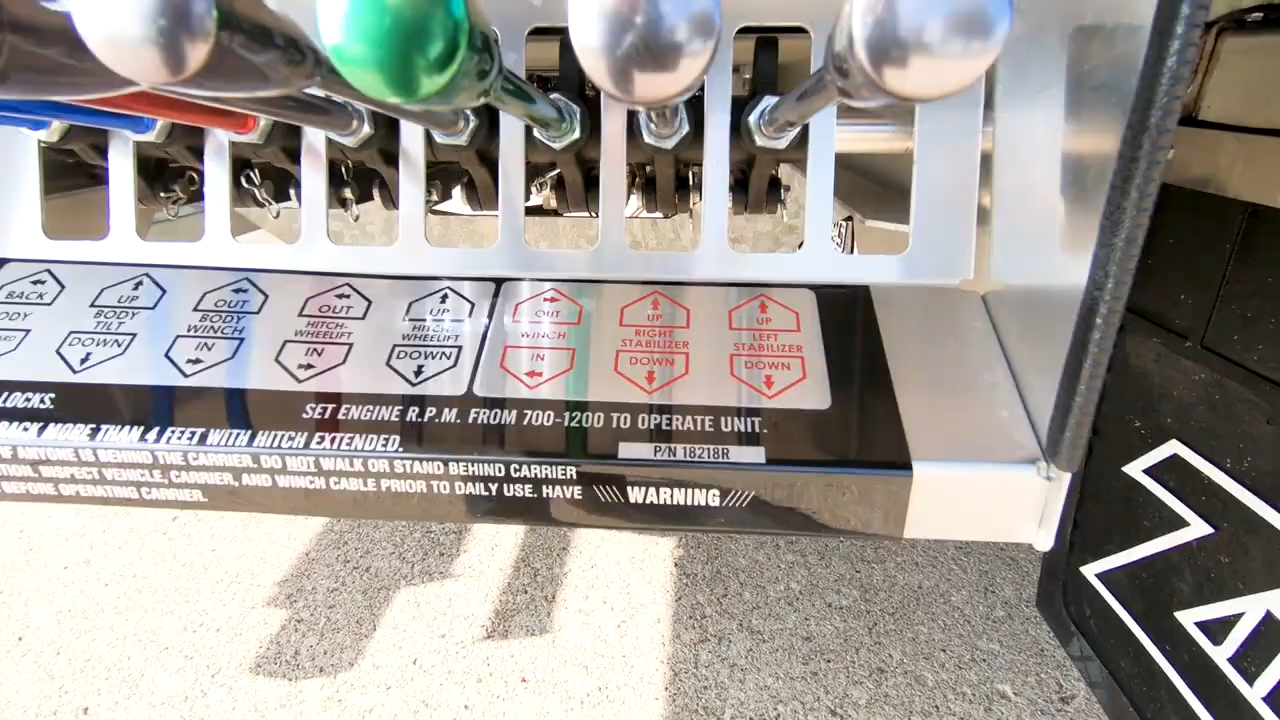 BACK UP OUT OUT UP OUT UP UP
ODY BODY TILT BODY WINCH HITCH-WHEELIFT HITCH-WHEELIFT WINCH RIGHT STABILIZER LEFT STABILIZER
DOWN IN IN DOWN IN DOWN DOWN
LOCKS.
SET ENGINE R.P.M. FROM 700-1200 TO OPERATE UNIT.
BACK MORE THAN 4 FEET WITH HITCH EXTENDED.
P/N 18218R
IF ANYONE IS BEHIND THE CARRIER. DO NOT WALK OR STAND BEHIND CARRIER
TION. INSPECT VEHICLE, CARRIER, AND WINCH CABLE PRIOR TO DAILY USE. HAVE
BEFORE OPERATING CARRIER.
\\\\ WARNING ////